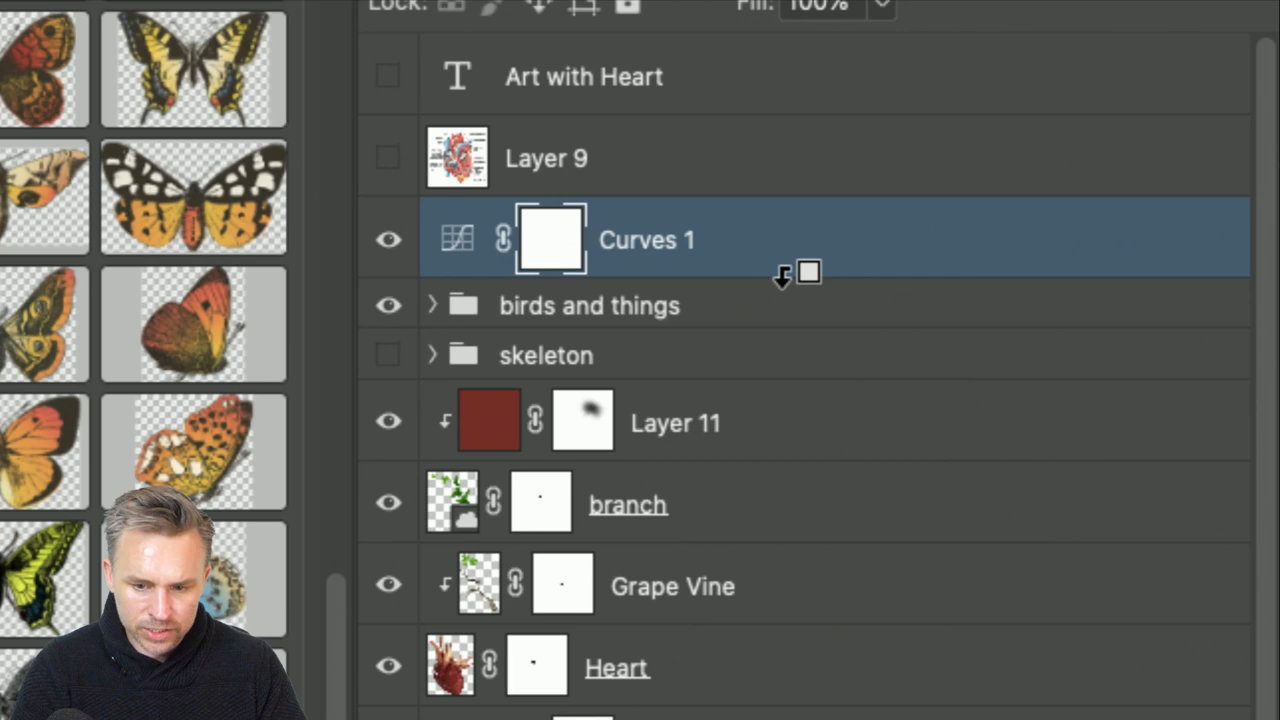 Lock:
Fill: 100%
Art with Heart
Layer 9
Curves 1
birds and things
skeleton
Layer 11
branch
Grape Vine
Heart